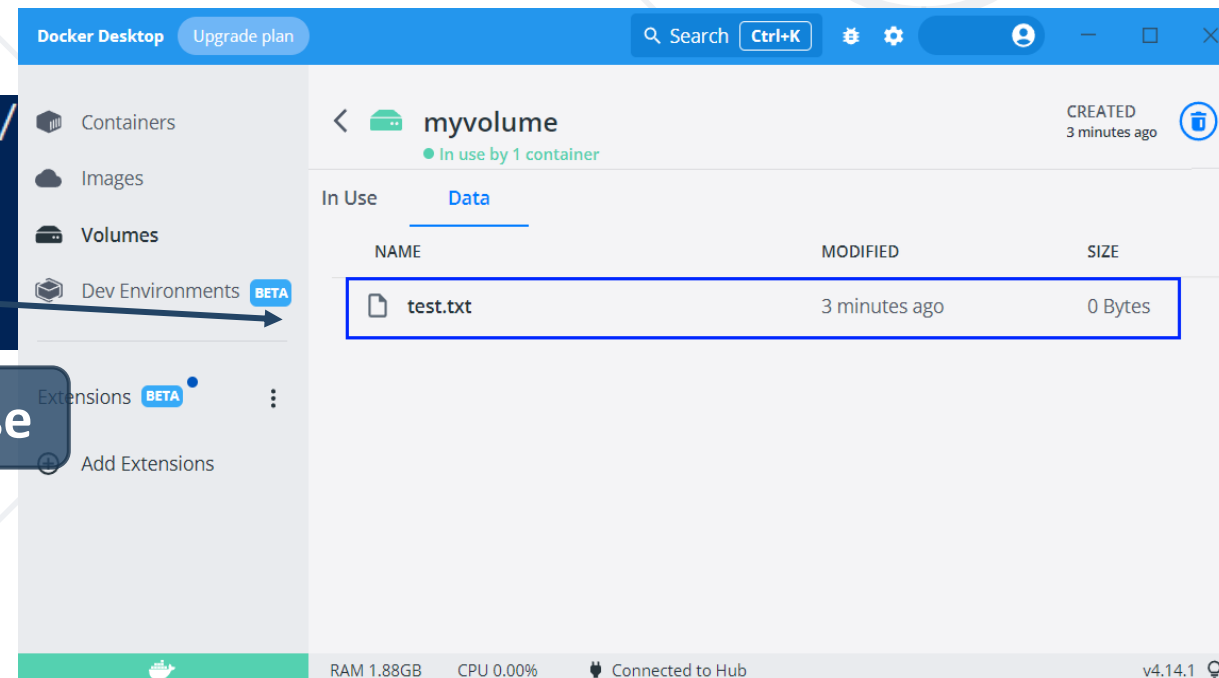 Docker Desktop Upgrade plan Search Ctrl+K
/
Containers
Images
Volumes
Dev Environments BETA
Extensions BETA
se
Add Extensions
myvolume
In use by 1 container
CREATED
3 minutes ago
In Use Data
NAME MODIFIED SIZE
test.txt 3 minutes ago 0 Bytes
RAM 1.88GB CPU 0.00% Connected to Hub v4.14.1